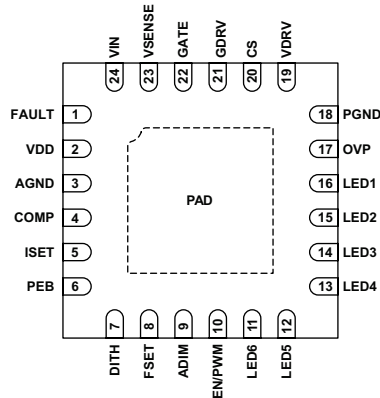 VIN
VSENSE
GATE
GDRV
CS
VDRV
24
23
22
21
20
19
FAULT 1
VDD 2
AGND 3
COMP 4
ISET 5
PEB 6
PAD
18 PGND
17 OVP
16 LED1
15 LED2
14 LED3
13 LED4
7
8
9
10
11
12
DITH
FSET
ADIM
EN/PWM
LED6
LED5